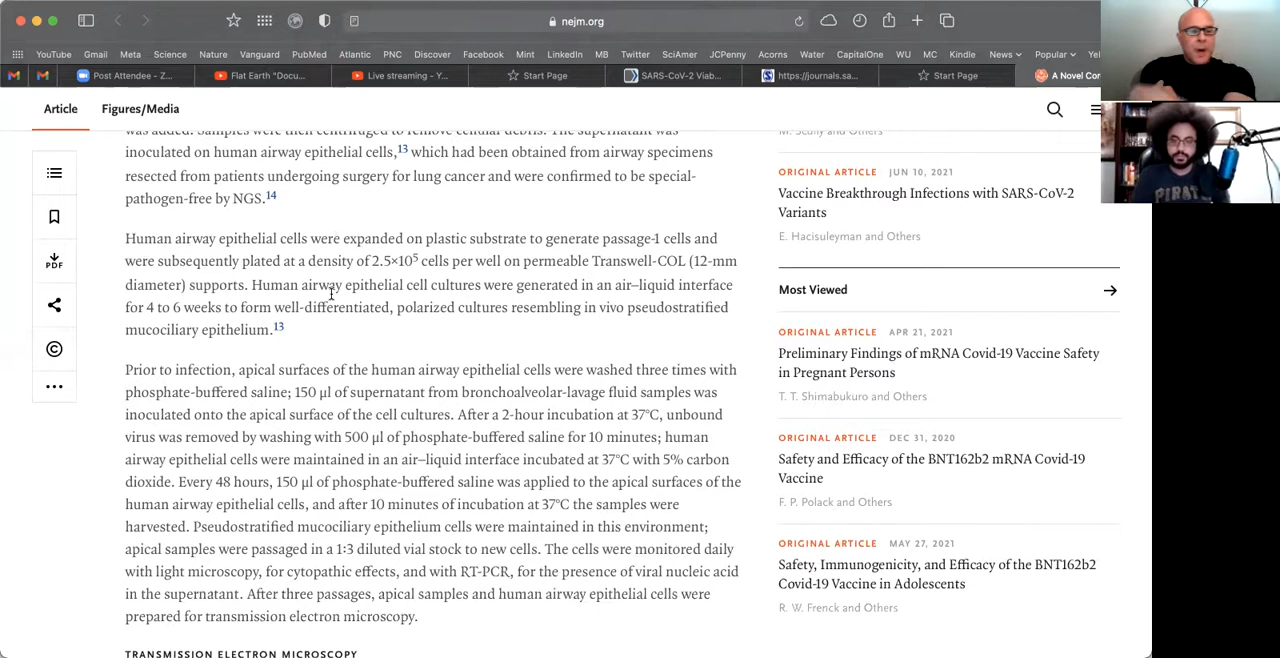 nejm.org
YouTube Gmail Meta Science Nature Vanguard PubMed Atlantic PNC Discover Facebook Mint LinkedIn MB Twitter SciAmer JCPenny Acorns Water CapitalOne WU MC Kindle News Popular Yel
Post Attendee - Z... Flat Earth "Docu... Live streaming - Y... Start Page SARS-CoV-2 Viab... https://journals.sa... Start Page A Novel Cor
Article Figures/Media
was added. Samples were then centrifuged to remove cellular debris. The supernatant was
inoculated on human airway epithelial cells,13 which had been obtained from airway specimens
resected from patients undergoing surgery for lung cancer and were confirmed to be special-
pathogen-free by NGS.14
Human airway epithelial cells were expanded on plastic substrate to generate passage-1 cells and
were subsequently plated at a density of 2.5×10⁵ cells per well on permeable Transwell-COL (12-mm
diameter) supports. Human airway epithelial cell cultures were generated in an air–liquid interface
for 4 to 6 weeks to form well-differentiated, polarized cultures resembling in vivo pseudostratified
mucociliary epithelium.13
Prior to infection, apical surfaces of the human airway epithelial cells were washed three times with
phosphate-buffered saline; 150 μl of supernatant from bronchoalveolar-lavage fluid samples was
inoculated onto the apical surface of the cell cultures. After a 2-hour incubation at 37°C, unbound
virus was removed by washing with 500 μl of phosphate-buffered saline for 10 minutes; human
airway epithelial cells were maintained in an air–liquid interface incubated at 37°C with 5% carbon
dioxide. Every 48 hours, 150 μl of phosphate-buffered saline was applied to the apical surfaces of the
human airway epithelial cells, and after 10 minutes of incubation at 37°C the samples were
harvested. Pseudostratified mucociliary epithelium cells were maintained in this environment;
apical samples were passaged in a 1:3 diluted vial stock to new cells. The cells were monitored daily
with light microscopy, for cytopathic effects, and with RT-PCR, for the presence of viral nucleic acid
in the supernatant. After three passages, apical samples and human airway epithelial cells were
prepared for transmission electron microscopy.
TRANSMISSION ELECTRON MICROSCOPY
PDF
M. Scully and Others
ORIGINAL ARTICLE JUN 10, 2021
Vaccine Breakthrough Infections with SARS-CoV-2
Variants
E. Hacisuleyman and Others
Most Viewed
ORIGINAL ARTICLE APR 21, 2021
Preliminary Findings of mRNA Covid-19 Vaccine Safety
in Pregnant Persons
T. T. Shimabukuro and Others
ORIGINAL ARTICLE DEC 31, 2020
Safety and Efficacy of the BNT162b2 mRNA Covid-19
Vaccine
F. P. Polack and Others
ORIGINAL ARTICLE MAY 27, 2021
Safety, Immunogenicity, and Efficacy of the BNT162b2
Covid-19 Vaccine in Adolescents
R. W. Frenck and Others